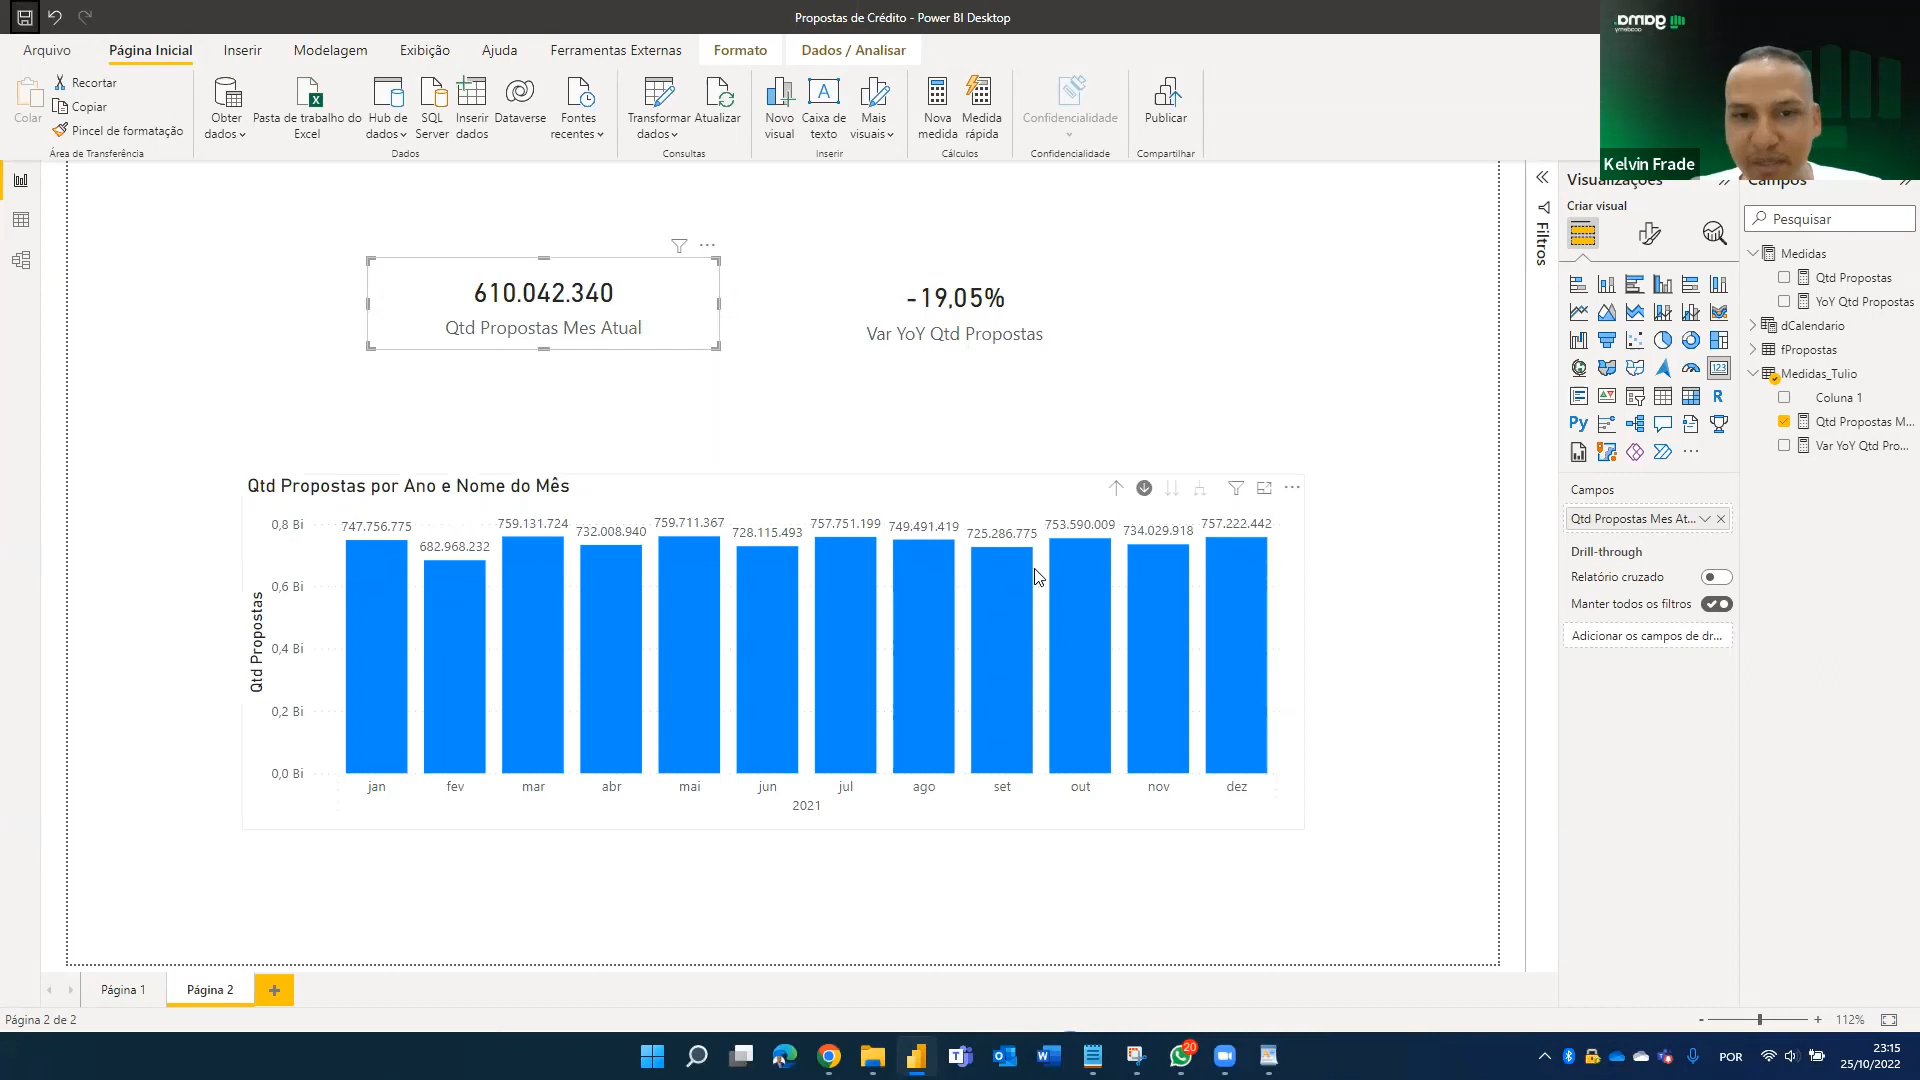 Propostas de Crédito - Power BI Desktop
Arquivo
Página Inicial
Inserir
Modelagem
Exibição
Ajuda
Ferramentas Externas
Formato
Dados / Analisar
Colar
Recortar
Copiar
Pincel de formatação
Área de Transferência
Obter dados
Pasta de trabalho do Excel
Hub de dados
SQL Server
Inserir dados
Dataverse
Fontes recentes
Dados
Transformar dados
Atualizar
Consultas
Novo visual
Caixa de texto
Mais visuais
Inserir
Nova medida
Medida rápida
Cálculos
Confidencialidade
Confidencialidade
Publicar
Compartilhar
Kelvin Frade
610.042.340
Qtd Propostas Mes Atual
-19,05%
Var YoY Qtd Propostas
Qtd Propostas por Ano e Nome do Mês
Qtd Propostas
0,8 Bi
0,6 Bi
0,4 Bi
0,2 Bi
0,0 Bi
747.756.775
682.968.232
759.131.724
732.008.940
759.711.367
728.115.493
757.751.199
749.491.419
725.286.775
753.590.009
734.029.918
757.222.442
jan
fev
mar
abr
mai
jun
jul
ago
set
out
nov
dez
2021
Filtros
Visualizações
Criar visual
123
R
Py
Campos
Qtd Propostas Mes At...
Drill-through
Relatório cruzado
Manter todos os filtros
Adicionar os campos de dr...
Campos
Pesquisar
Medidas
Qtd Propostas
YoY Qtd Propostas
dCalendario
fPropostas
Medidas_Tulio
Coluna 1
Qtd Propostas M...
Var YoY Qtd Pro...
Página 1
Página 2
Página 2 de 2
112%
20
POR
23:15
25/10/2022